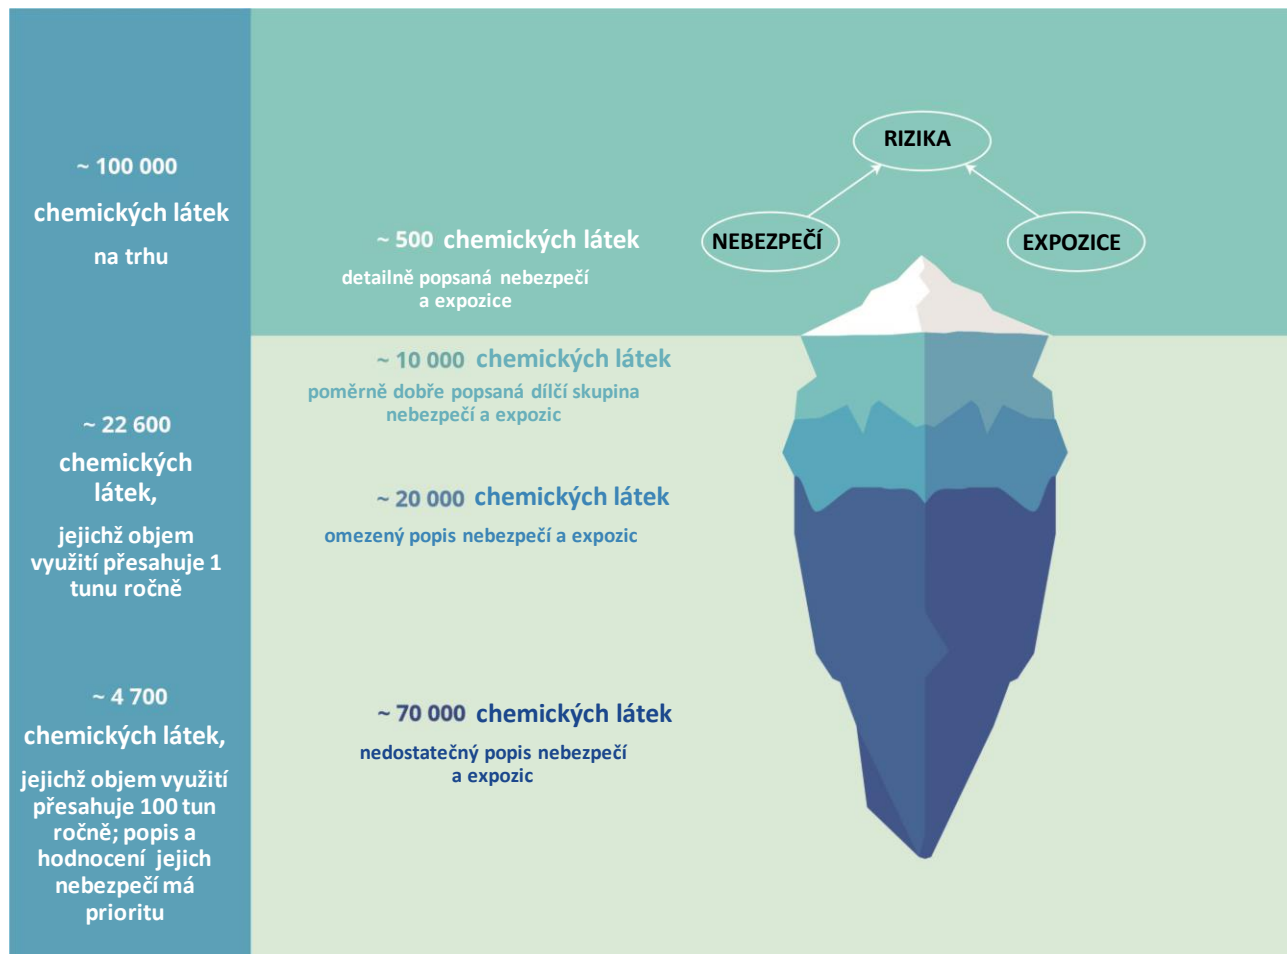 ~ 100 000
chemických látek
na trhu
~ 22 600
chemických
látek,
jejichž objem
využití přesahuje 1
tunu ročně
~ 4 700
chemických látek,
jejichž objem využití
přesahuje 100 tun
ročně; popis a
hodnocení jejich
nebezpečí má
prioritu
~ 500 chemických látek
detailně popsaná nebezpečí
a expozice
~ 10 000 chemických látek
poměrně dobře popsaná dílčí skupina
nebezpečí a expozic
~ 20 000 chemických látek
omezený popis nebezpečí a expozic
~ 70 000 chemických látek
nedostatečný popis nebezpečí
a expozic
RIZIKA
NEBEZPEČÍ
EXPOZICE